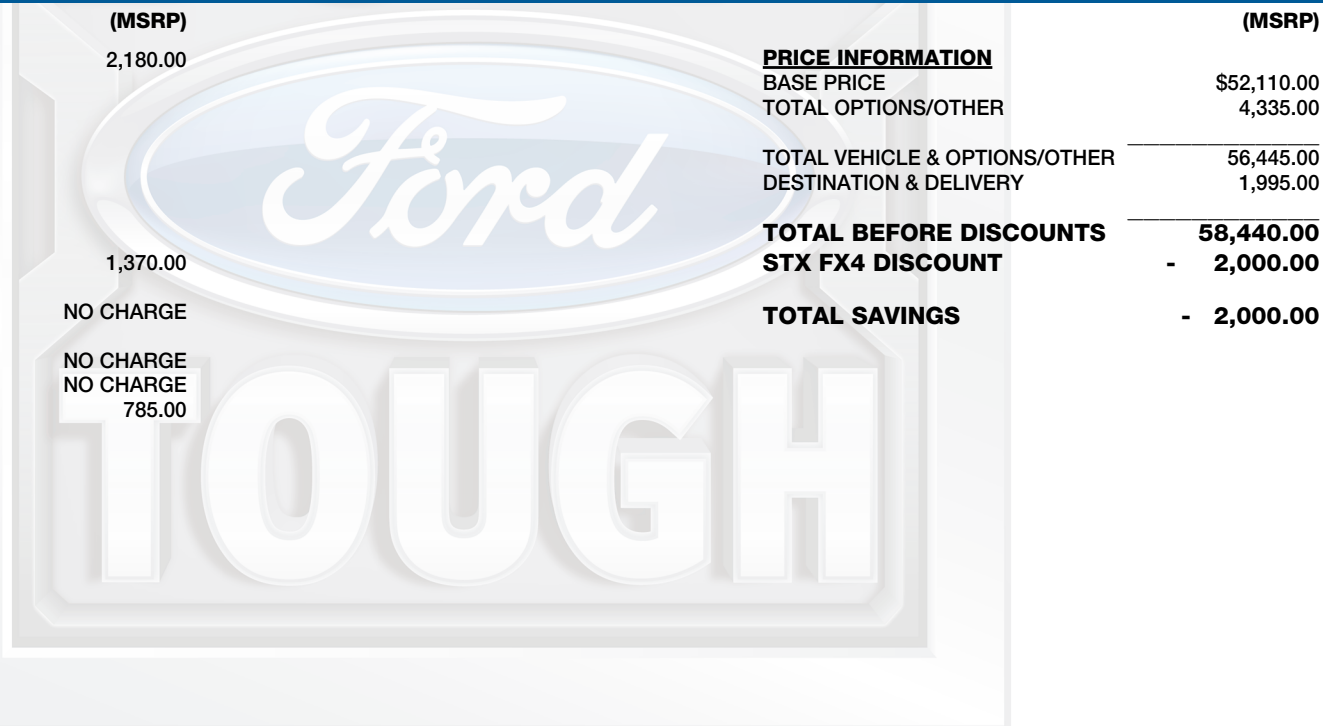 (MSRP)
2,180.00
1,370.00
NO CHARGE
NO CHARGE
NO CHARGE
785.00
(MSRP)
PRICE INFORMATION
BASE PRICE $52,110.00
TOTAL OPTIONS/OTHER 4,335.00
TOTAL VEHICLE & OPTIONS/OTHER 56,445.00
DESTINATION & DELIVERY 1,995.00
TOTAL BEFORE DISCOUNTS 58,440.00
STX FX4 DISCOUNT - 2,000.00
TOTAL SAVINGS - 2,000.00
Ford
TOUGH